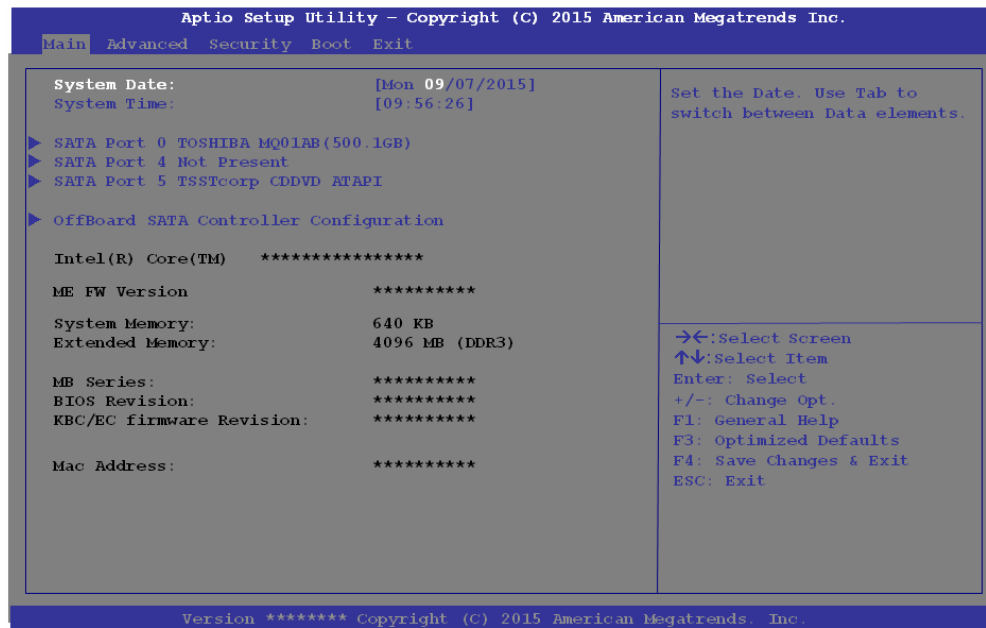 Aptio Setup Utility – Copyright (C) 2015 American Megatrends Inc.
Main Advanced Security Boot Exit
System Date: [Mon 09/07/2015]
System Time: [09:56:26]
SATA Port 0 TOSHIBA MQ01AB(500.1GB)
SATA Port 4 Not Present
SATA Port 5 TSSTcorp CDDVD ATAPI
OffBoard SATA Controller Configuration
Intel(R) Core(TM) ****************
ME FW Version **********
System Memory: 640 KB
Extended Memory: 4096 MB (DDR3)
MB Series: **********
BIOS Revision: **********
KBC/EC firmware Revision: **********
Mac Address: **********
Set the Date. Use Tab to
switch between Data elements.
→←:Select Screen
↑↓:Select Item
Enter: Select
+/-: Change Opt.
F1: General Help
F3: Optimized Defaults
F4: Save Changes & Exit
ESC: Exit
Version ******** Copyright (C) 2015 American Megatrends. Inc.